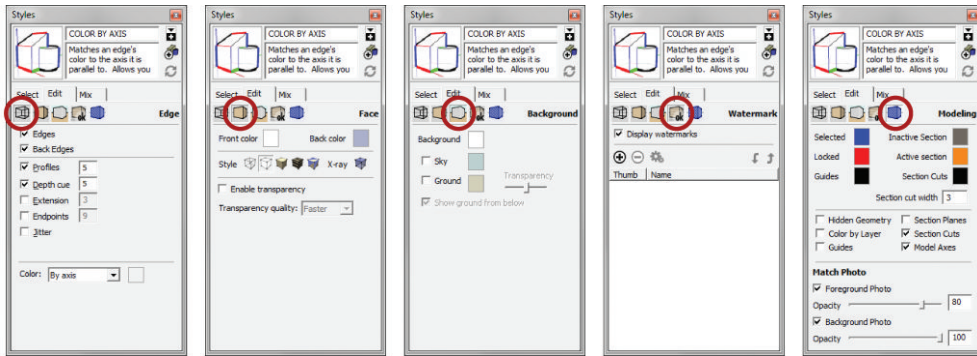 Styles
COLOR BY AXIS
Matches an edge's
color to the axis it is
parallel to. Allows you
Select Edit Mix
Edge
Edges
Back Edges
Profiles 5
Depth cue 5
Extension 3
Endpoints 9
Jitter
Color: By axis
Styles
COLOR BY AXIS
Matches an edge's
color to the axis it is
parallel to. Allows you
Select Edit Mix
Face
Front color Back color
Style X-ray
Enable transparency
Transparency quality: Faster
Styles
COLOR BY AXIS
Matches an edge's
color to the axis it is
parallel to. Allows you
Select Edit Mix
Background
Background
Sky
Ground Transparency
Show ground from below
Styles
COLOR BY AXIS
Matches an edge's
color to the axis it is
parallel to. Allows you
Select Edit Mix
ok Watermark
Display watermarks
Thumb Name
Styles
COLOR BY AXIS
Matches an edge's
color to the axis it is
parallel to. Allows you
Select Edit Mix
Modeling
Selected Inactive Section
Locked Active section
Guides Section Cuts
Section cut width 3
Hidden Geometry Section Planes
Color by Layer Section Cuts
Guides Model Axes
Match Photo
Foreground Photo
Opacity 80
Background Photo
Opacity 100